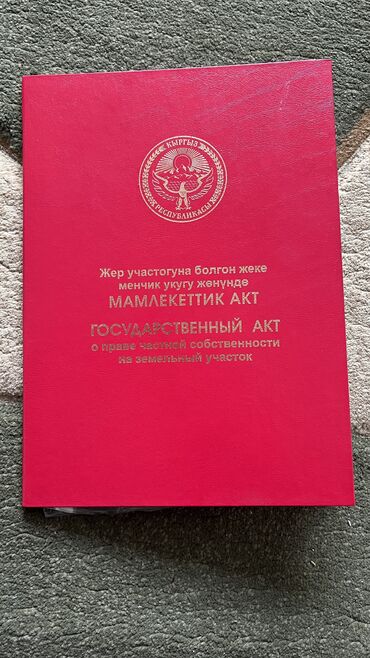 КЫРГЫЗ
РЕСПУБЛИКАСЫ
Жер участогуна болгон жеке
менчик укугу жөнүндө
МАМЛЕКЕТТИК АКТ
ГОСУДАРСТВЕННЫЙ АКТ
о праве частной собственности
на земельный участок